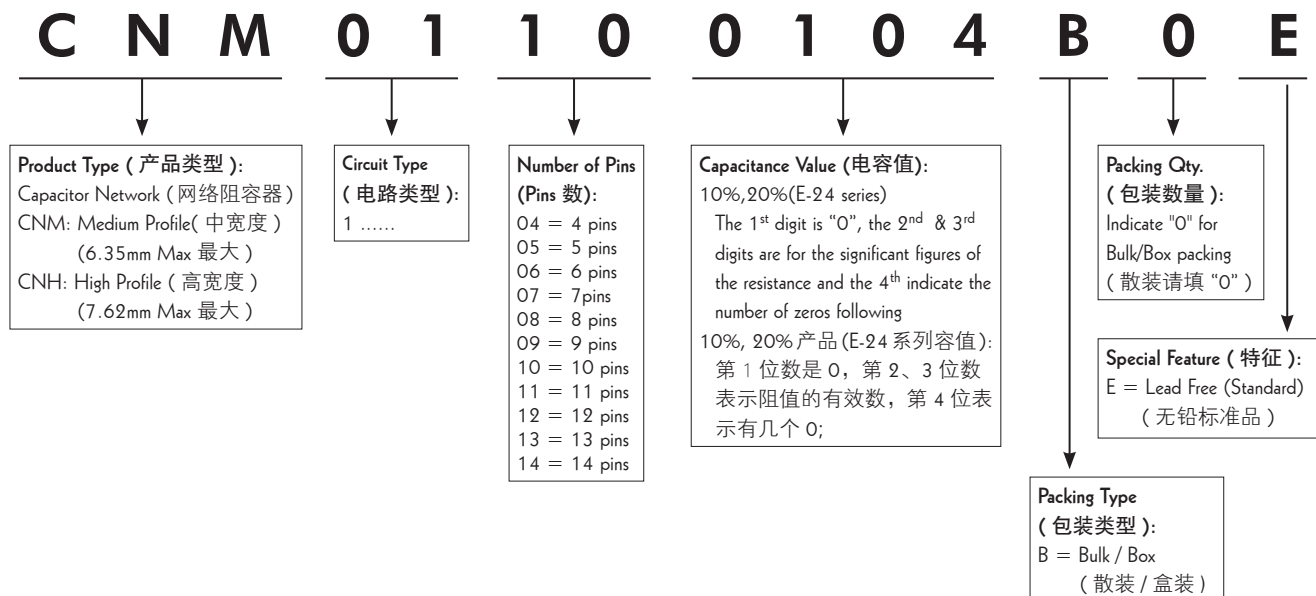 C N M 0 1 1 0 0 1 0 4 B 0 E
Product Type ( 产品类型 ):
Capacitor Network ( 网络阻容器 )
CNM: Medium Profile( 中宽度 )
(6.35mm Max 最大 )
CNH: High Profile ( 高宽度 )
(7.62mm Max 最大 )
Circuit Type
( 电路类型 ):
1 ......
Number of Pins
(Pins 数):
04 = 4 pins
05 = 5 pins
06 = 6 pins
07 = 7pins
08 = 8 pins
09 = 9 pins
10 = 10 pins
11 = 11 pins
12 = 12 pins
13 = 13 pins
14 = 14 pins
Capacitance Value (电容值):
10%,20%(E-24 series)
The 1st digit is “0”, the 2nd & 3rd
digits are for the significant figures of
the resistance and the 4th indicate the
number of zeros following
10%, 20% 产品 (E-24 系列容值):
第 1 位数是 0，第 2、3 位数
表示阻值的有效数，第 4 位表
示有几个 0;
Packing Qty.
( 包装数量 ):
Indicate "0" for
Bulk/Box packing
( 散装请填 “0” )
Special Feature ( 特征 ):
E = Lead Free (Standard)
( 无铅标准品 )
Packing Type
( 包装类型 ):
B = Bulk / Box
( 散装 / 盒装 )